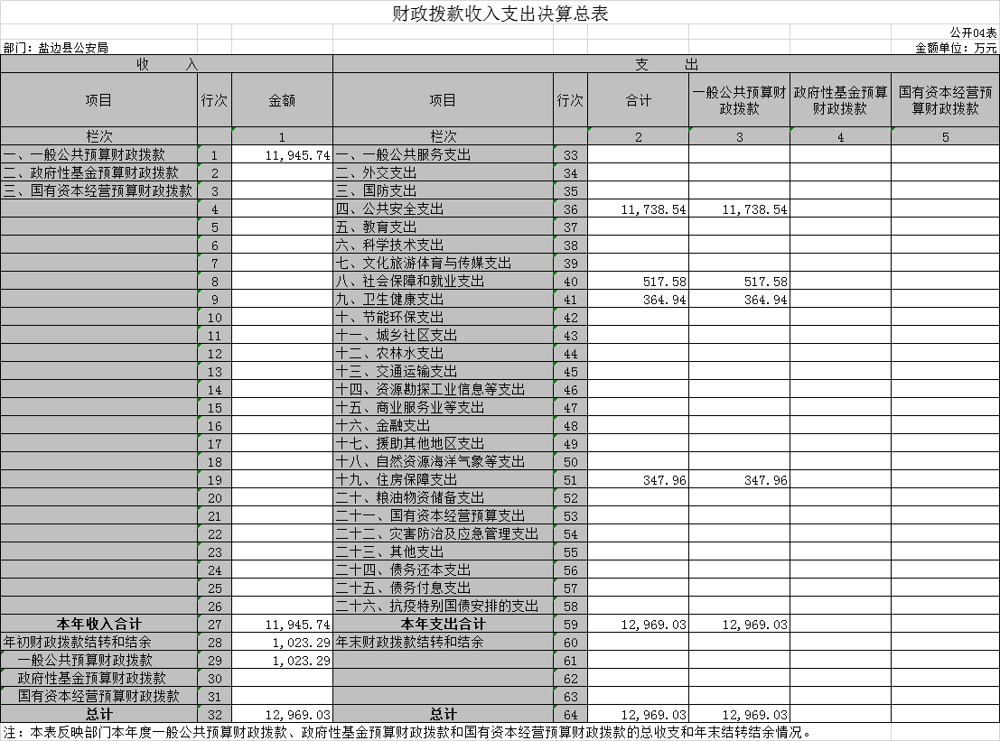 财政拨款收入支出决算总表
公开04表
部门：盐边县公安局 金额单位：万元
收 入 支 出
项目 行次 金额 项目 行次 合计 一般公共预算财政拨款 政府性基金预算财政拨款 国有资本经营预算财政拨款
栏次 1 栏次 2 3 4 5
一、一般公共预算财政拨款 1 11,945.74 一、一般公共服务支出 33
二、政府性基金预算财政拨款 2 二、外交支出 34
三、国有资本经营预算财政拨款 3 三、国防支出 35
4 四、公共安全支出 36 11,738.54 11,738.54
5 五、教育支出 37
6 六、科学技术支出 38
7 七、文化旅游体育与传媒支出 39
8 八、社会保障和就业支出 40 517.58 517.58
9 九、卫生健康支出 41 364.94 364.94
10 十、节能环保支出 42
11 十一、城乡社区支出 43
12 十二、农林水支出 44
13 十三、交通运输支出 45
14 十四、资源勘探工业信息等支出 46
15 十五、商业服务业等支出 47
16 十六、金融支出 48
17 十七、援助其他地区支出 49
18 十八、自然资源海洋气象等支出 50
19 十九、住房保障支出 51 347.96 347.96
20 二十、粮油物资储备支出 52
21 二十一、国有资本经营预算支出 53
22 二十二、灾害防治及应急管理支出 54
23 二十三、其他支出 55
24 二十四、债务还本支出 56
25 二十五、债务付息支出 57
26 二十六、抗疫特别国债安排的支出 58
本年收入合计 27 11,945.74 本年支出合计 59 12,969.03 12,969.03
年初财政拨款结转和结余 28 1,023.29 年末财政拨款结转和结余 60
一般公共预算财政拨款 29 1,023.29 61
政府性基金预算财政拨款 30 62
国有资本经营预算财政拨款 31 63
总计 32 12,969.03 总计 64 12,969.03 12,969.03
注：本表反映部门本年度一般公共预算财政拨款、政府性基金预算财政拨款和国有资本经营预算财政拨款的总收支和年末结转结余情况。